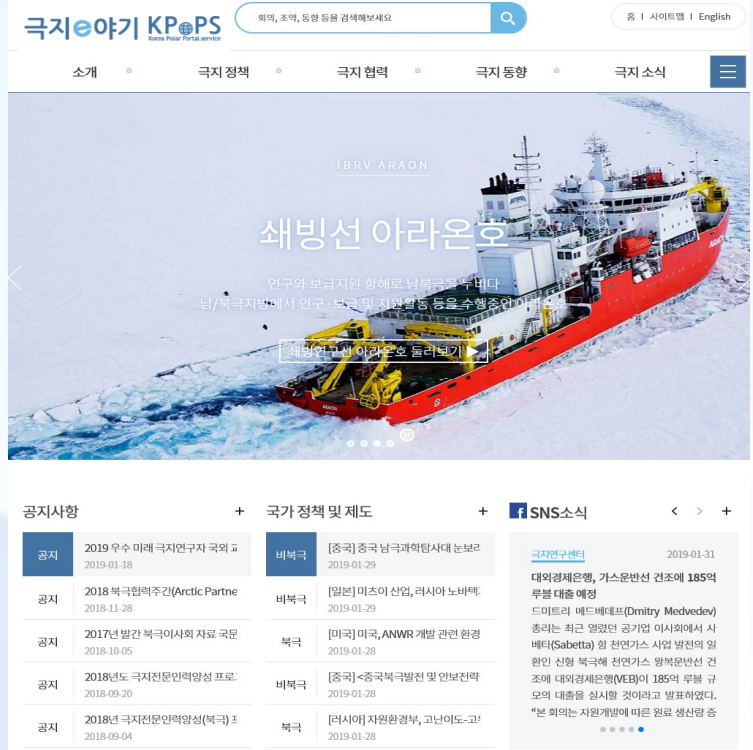 극지e야기 KPoPS
Korea Polar Portal service
회의, 조약, 동향 등을 검색해보세요
홈 I 사이트맵 I English
소개
극지 정책
극지 협력
극지 동향
극지 소식
IBRV ARAON
쇄빙선 아라온호
연구와 보급지원 항해로 남북극을 누비다
남/북극지방에서 연구·보급 및 지원활동 등을 수행주인 아라온호
쇄빙연구선 아라온호 둘러보기 ▶
ARAON
ARAON
공지사항 +
공지
2019 우수 미래 극지연구자 국외
2019-01-18
공지
2018 북극협력주간(Arctic Partne
2018-11-28
공지
2017년 발간 북극이사회 자료 국문
2018-10-05
공지
2018년도 극지전문인력양성 프로
2018-09-20
공지
2018년 극지전문인력양성(북극)
2018-09-04
국가 정책 및 제도 +
비북극
[중국] 중국 남극과학탐사대 눈보라
2019-01-29
비북극
[일본] 미츠이 산업, 러시아 노바텍
2019-01-29
북극
[미국] 미국, ANWR 개발 관련 환경
2019-01-28
비북극
[중국] <중국북극발전 및 안보전략
2019-01-28
북극
[러시아] 자원환경부, 고난이도-고
2019-01-28
f SNS소식 < > +
극지연구센터
2019-01-31
대외경제은행, 가스운반선 건조에 185억
루블 대출 예정
드미트리 메드베데프(Dmitry Medvedev)
총리는 최근 열렸던 공기업 이사회에서 사
베타(Sabetta) 항 천연가스 사업 발전의 일
환인 신형 북극해 천연가스 왕복운반선 건
조에 대외경제은행(VEB)이 185억 루블 규
모의 대출을 실시할 것이라고 발표하였다.
"본 회의는 지원개발에 따른 원료 생산량 증